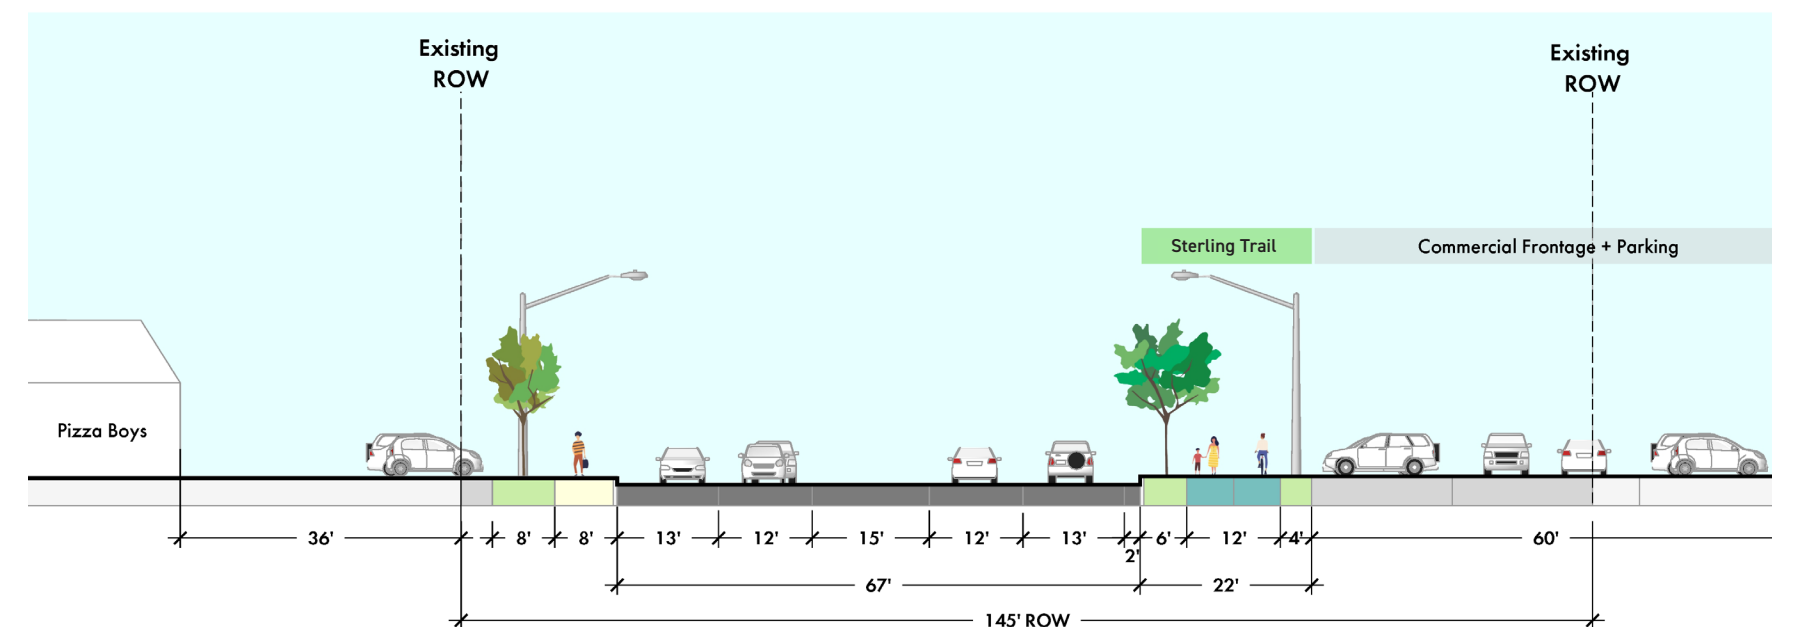 Existing
ROW
Existing
ROW
Sterling Trail
Commercial Frontage + Parking
Pizza Boys
36' 8' 8' 13' 12' 15' 12' 13' 2' 6' 12' 4' 60'
67' 22'
145' ROW